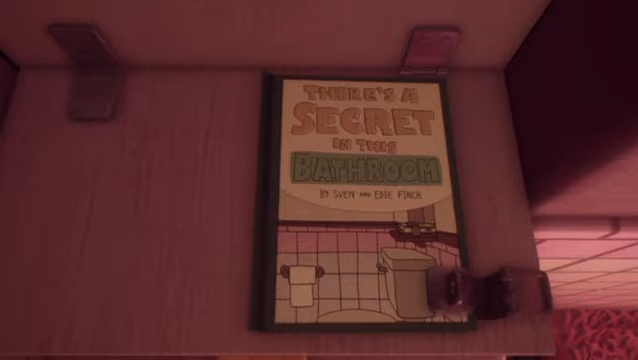 THERE'S A
SECRET
IN THIS
BATHROOM
BY SVEN AND EDIE FINCH